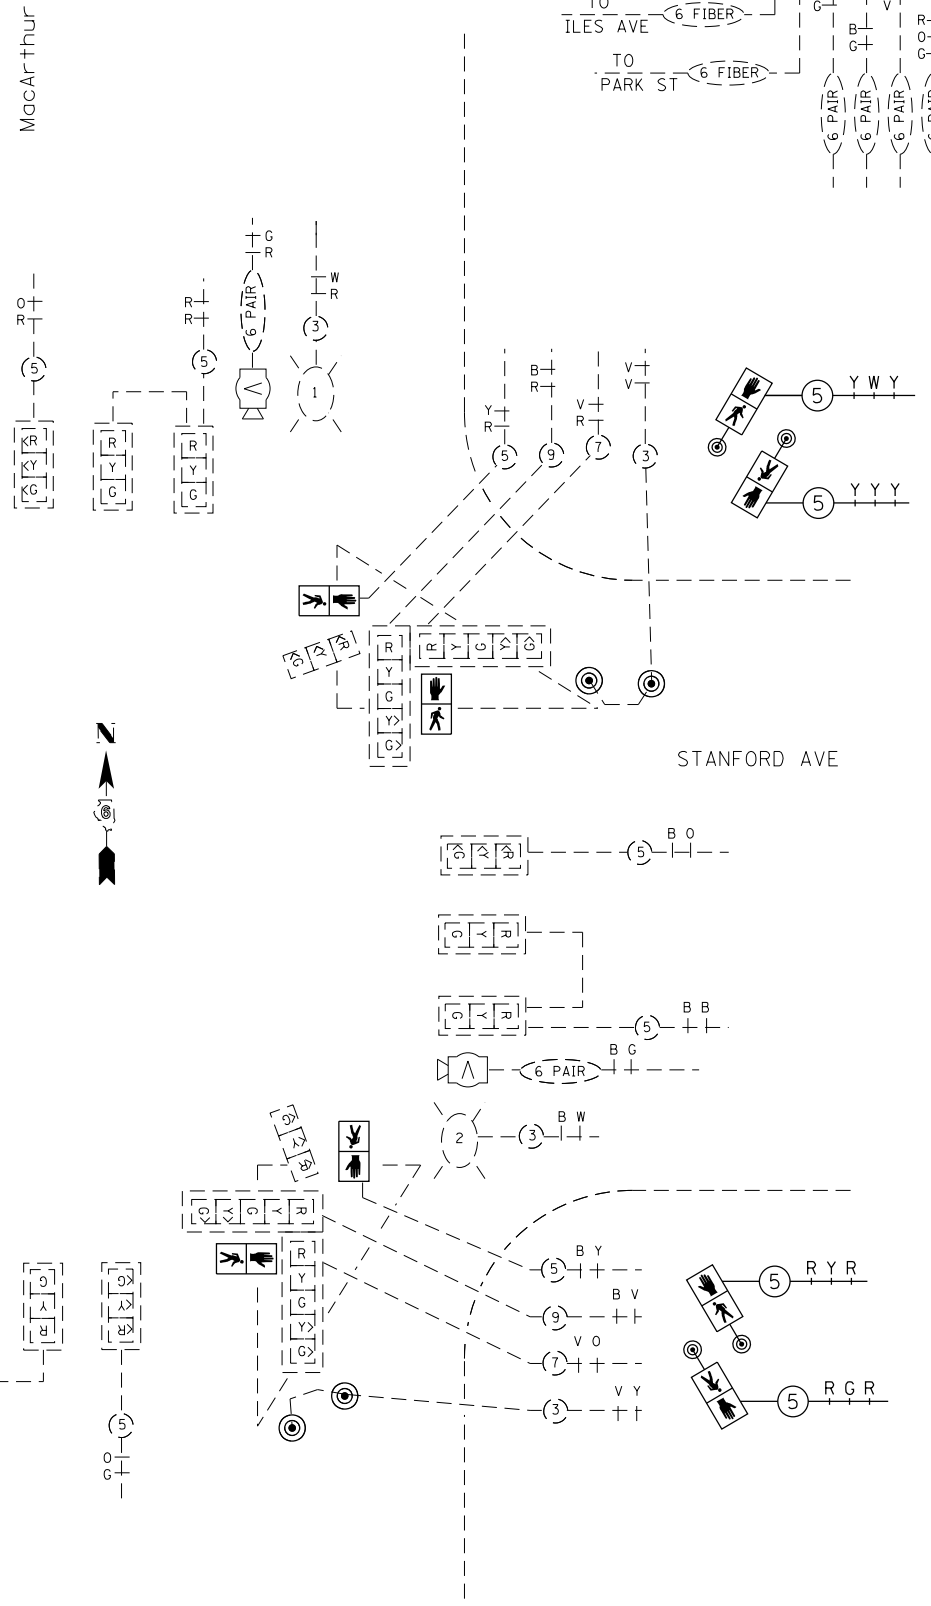 MacArthur
TO
ILES AVE
6 FIBER
TO
PARK ST
6 FIBER
G
V
B
G
R
O
G
6 PAIR
6 PAIR
6 PAIR
6 PAIR
G
R
W
R
O
R
R
R
6 PAIR
3
5
5
1
<R
<Y
<G
R
Y
G
R
Y
G
Y
R
B
R
V
R
V
V
5
9
7
3
5
Y W Y
5
Y Y Y
<G <Y <R
R
Y
G
Y>
G>
R Y G Y> G>
N
STANFORD AVE
<G <Y <R
5
B O
G Y R
G Y R
5
B B
6 PAIR
B G
2
3
B W
<G <Y <R
G> Y> G Y R
R
Y
G
Y>
G>
5
B Y
9
B V
7
V O
3
V Y
G
Y
R
<G
<Y
<R
5
O
G
5
R Y R
5
R G R